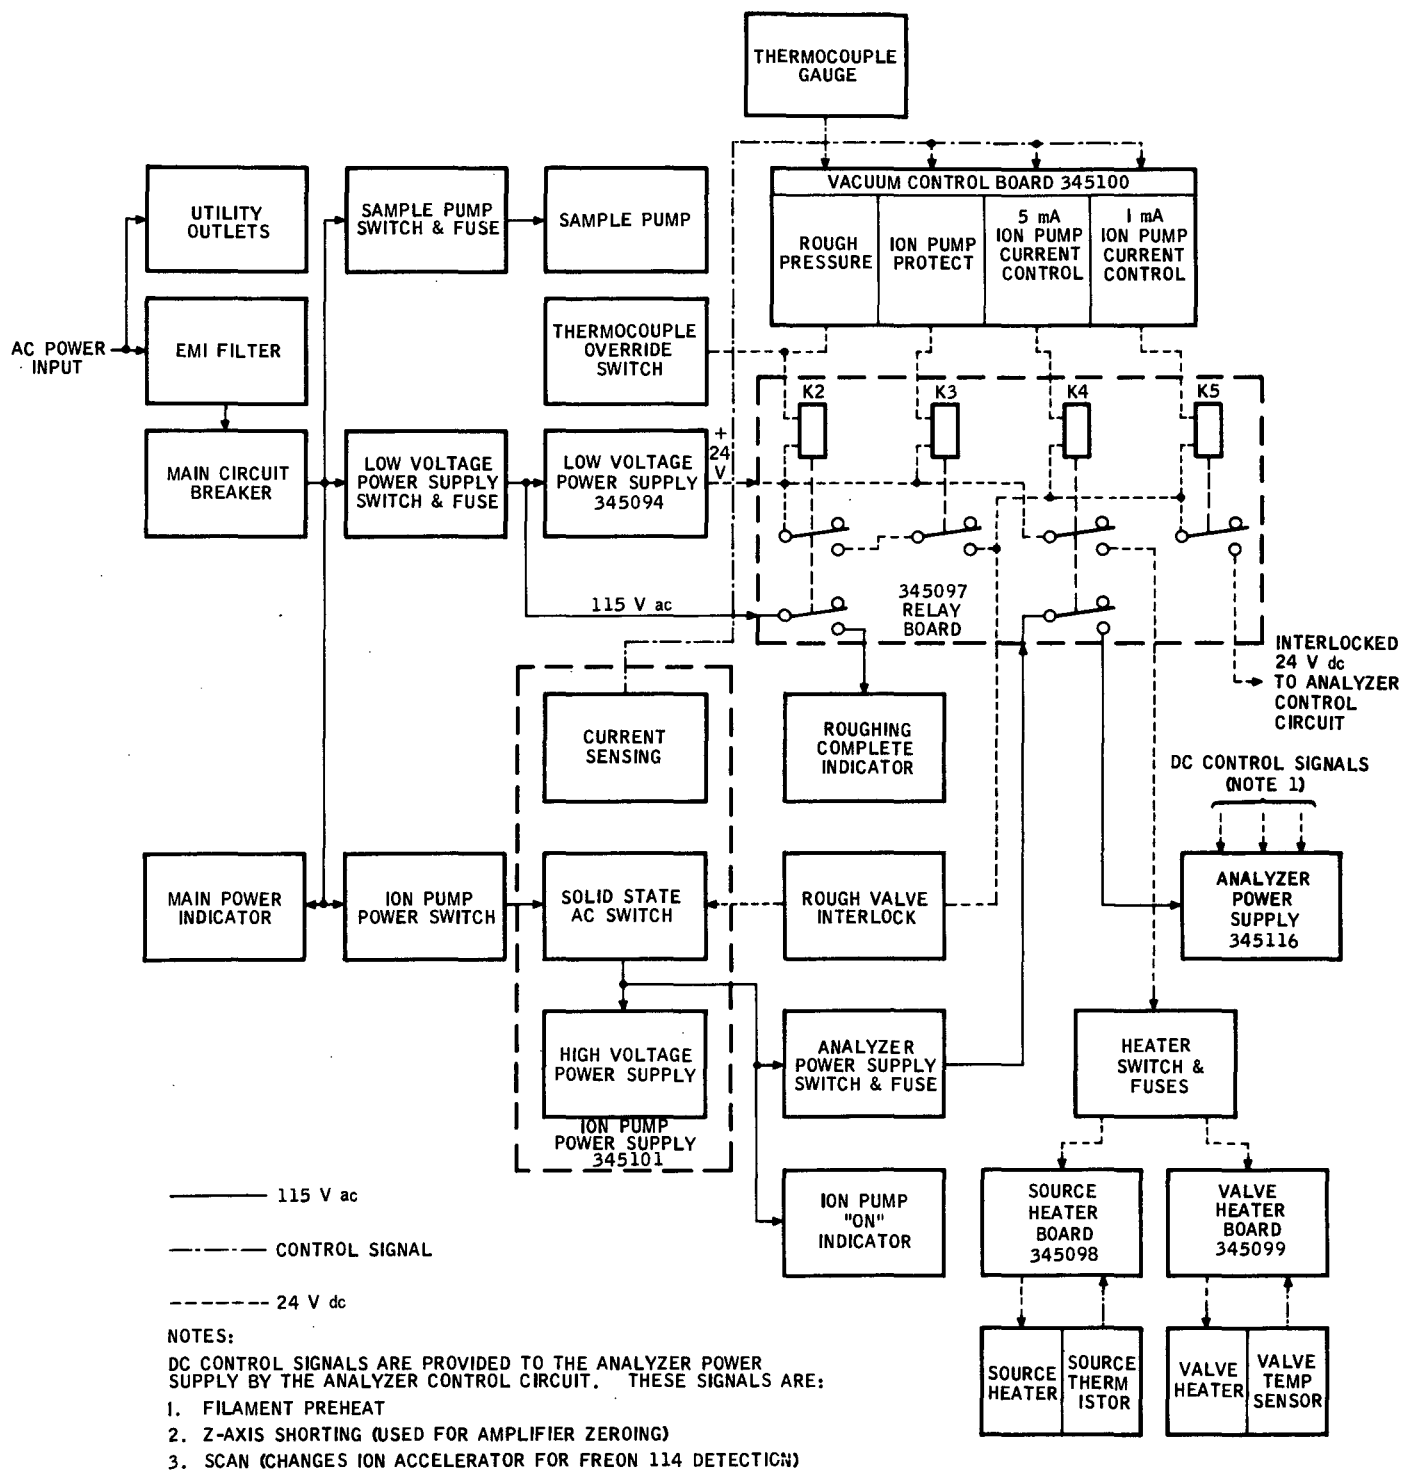 THERMOCOUPLE
GAUGE
VACUUM CONTROL BOARD 345100
ROUGH
PRESSURE
ION PUMP
PROTECT
5 mA
ION PUMP
CURRENT
CONTROL
1 mA
ION PUMP
CURRENT
CONTROL
UTILITY
OUTLETS
SAMPLE PUMP
SWITCH & FUSE
SAMPLE PUMP
AC POWER
INPUT
EMI FILTER
THERMOCOUPLE
OVERRIDE
SWITCH
MAIN CIRCUIT
BREAKER
LOW VOLTAGE
POWER SUPPLY
SWITCH & FUSE
LOW VOLTAGE
POWER SUPPLY
345094
+
24
V
K2
K3
K4
K5
115 V ac
345097
RELAY
BOARD
INTERLOCKED
24 V dc
TO ANALYZER
CONTROL
CIRCUIT
CURRENT
SENSING
ROUGHING
COMPLETE
INDICATOR
DC CONTROL SIGNALS
(NOTE 1)
MAIN POWER
INDICATOR
ION PUMP
POWER SWITCH
SOLID STATE
AC SWITCH
ROUGH VALVE
INTERLOCK
ANALYZER
POWER
SUPPLY
345116
HIGH VOLTAGE
POWER SUPPLY
ION PUMP
POWER SUPPLY
345101
ANALYZER
POWER SUPPLY
SWITCH & FUSE
HEATER
SWITCH &
FUSES
ION PUMP
"ON"
INDICATOR
SOURCE
HEATER
BOARD
345098
VALVE
HEATER
BOARD
345099
SOURCE
HEATER
SOURCE
THERM
ISTOR
VALVE
HEATER
VALVE
TEMP
SENSOR
115 V ac
CONTROL SIGNAL
24 V dc
NOTES:
DC CONTROL SIGNALS ARE PROVIDED TO THE ANALYZER POWER
SUPPLY BY THE ANALYZER CONTROL CIRCUIT. THESE SIGNALS ARE:
1. FILAMENT PREHEAT
2. Z-AXIS SHORTING (USED FOR AMPLIFIER ZEROING)
3. SCAN (CHANGES ION ACCELERATOR FOR FREON 114 DETECTION)